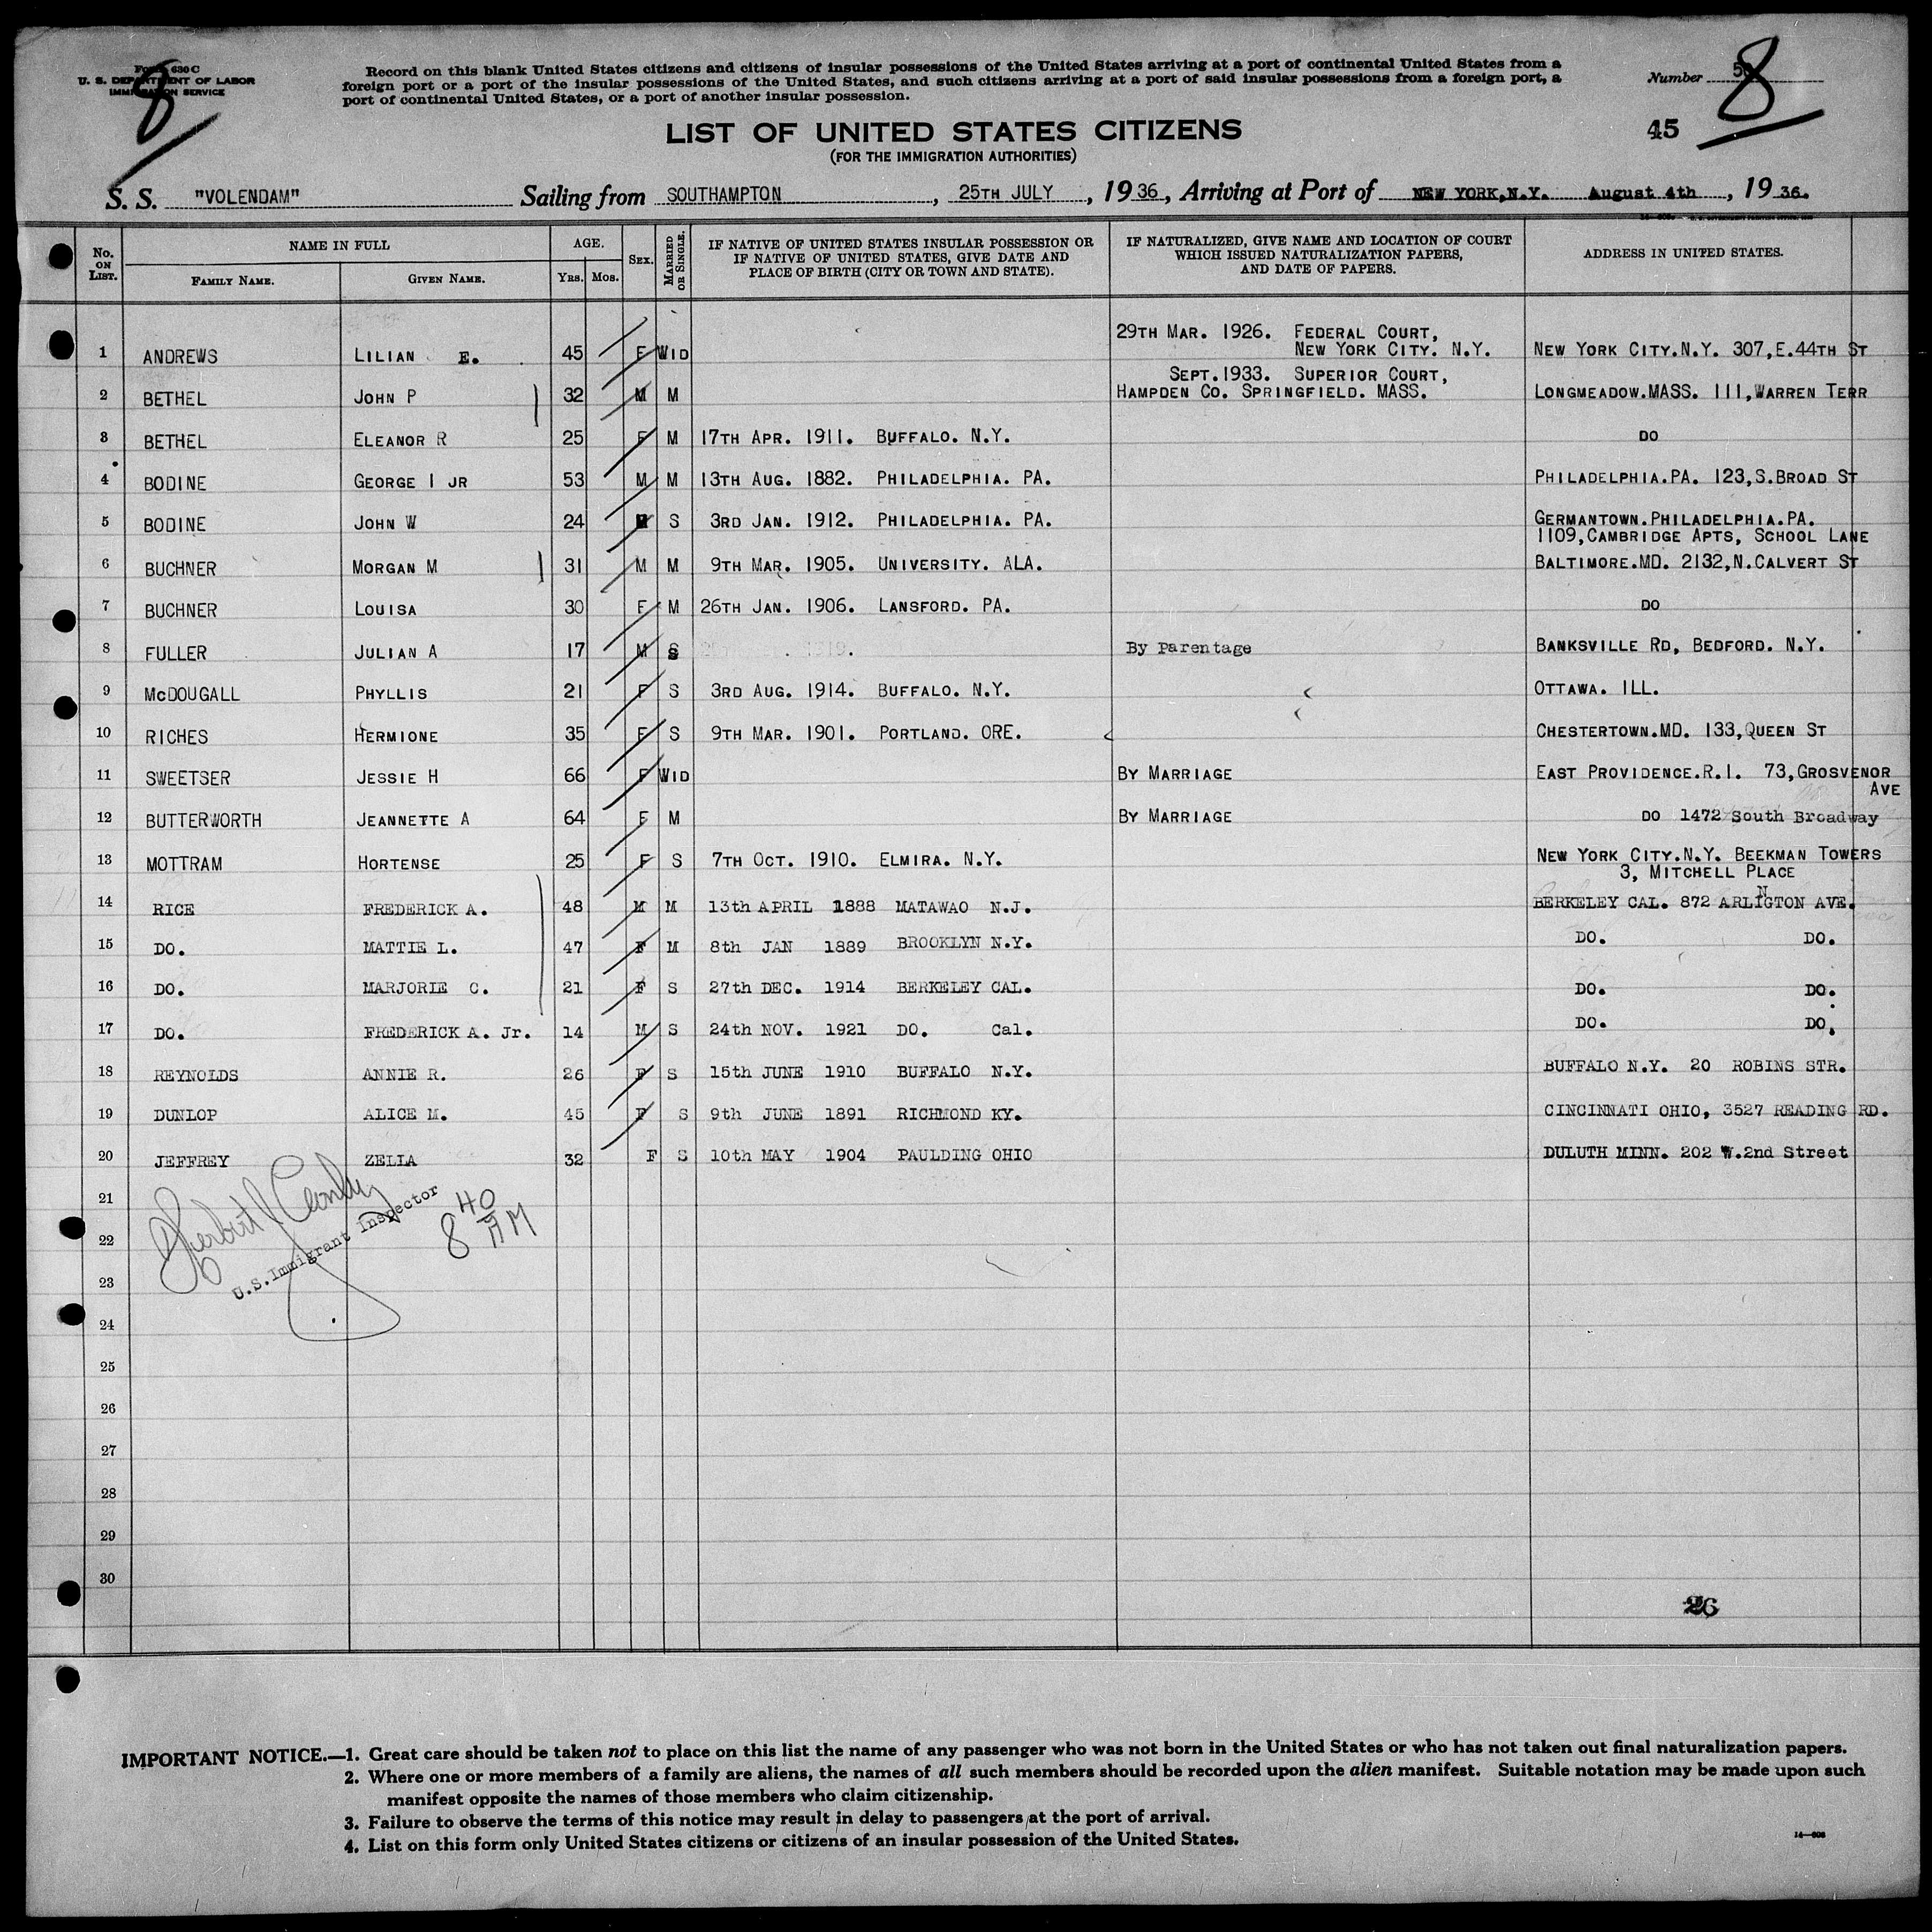 Form 630 C
U. S. DEPARTMENT OF LABOR
IMMIGRATION SERVICE
8
Record on this blank United States citizens and citizens of insular possessions of the United States arriving at a port of continental United States from a
foreign port or a port of the insular possessions of the United States, and such citizens arriving at a port of said insular possessions from a foreign port, a
port of continental United States, or a port of another insular possession.
Number
8
45
LIST OF UNITED STATES CITIZENS
(FOR THE IMMIGRATION AUTHORITIES)
S. S. "VOLENDAM" Sailing from SOUTHAMPTON, 25TH JULY, 1936, Arriving at Port of NEW YORK,N.Y. August 4th, 1936.
No. ON LIST. NAME IN FULL FAMILY NAME. GIVEN NAME. AGE. YRS. MOS. SEX. MARRIED OR SINGLE. IF NATIVE OF UNITED STATES INSULAR POSSESSION OR IF NATIVE OF UNITED STATES, GIVE DATE AND PLACE OF BIRTH (CITY OR TOWN AND STATE). IF NATURALIZED, GIVE NAME AND LOCATION OF COURT WHICH ISSUED NATURALIZATION PAPERS, AND DATE OF PAPERS. ADDRESS IN UNITED STATES.
29TH MAR. 1926. FEDERAL COURT,
1 ANDREWS LILIAN E. 45 F WID NEW YORK CITY. N.Y. NEW YORK CITY.N.Y. 307,E.44TH ST
SEPT.1933. SUPERIOR COURT,
2 BETHEL JOHN P 32 M M HAMPDEN CO. SPRINGFIELD. MASS. LONGMEADOW.MASS. 111,WARREN TERR
3 BETHEL ELEANOR R 25 F M 17TH APR. 1911. BUFFALO. N.Y. DO
4 BODINE GEORGE I JR 53 M M 13TH AUG. 1882. PHILADELPHIA. PA. PHILADELPHIA.PA. 123,S.BROAD ST
5 BODINE JOHN W 24 S 3RD JAN. 1912. PHILADELPHIA. PA. GERMANTOWN.PHILADELPHIA.PA.
1109,CAMBRIDGE APTS, SCHOOL LANE
6 BUCHNER MORGAN M 31 M M 9TH MAR. 1905. UNIVERSITY. ALA. BALTIMORE.MD. 2132,N.CALVERT ST
7 BUCHNER LOUISA 30 F M 26TH JAN. 1906. LANSFORD. PA. DO
8 FULLER JULIAN A 17 M S By Parentage BANKSVILLE RD, BEDFORD. N.Y.
9 McDOUGALL PHYLLIS 21 F S 3RD AUG. 1914. BUFFALO. N.Y. OTTAWA. ILL.
10 RICHES HERMIONE 35 F S 9TH MAR. 1901. PORTLAND. ORE. CHESTERTOWN.MD. 133,QUEEN ST
11 SWEETSER JESSIE H 66 F WID BY MARRIAGE EAST PROVIDENCE.R.I. 73,GROSVENOR
AVE
12 BUTTERWORTH JEANNETTE A 64 F M BY MARRIAGE DO 1472 South Broadway
13 MOTTRAM HORTENSE 25 F S 7TH OCT. 1910. ELMIRA. N.Y. NEW YORK CITY.N.Y. BEEKMAN TOWERS
3, MITCHELL PLACE
14 RICE FREDERICK A. 48 M M 13th APRIL 1888 MATAWAO N.J. BERKELEY CAL. 872 ARLINGTON AVE.
15 DO. MATTIE L. 47 F M 8th JAN 1889 BROOKLYN N.Y. DO. DO.
16 DO. MARJORIE C. 21 F S 27th DEC. 1914 BERKELEY CAL. DO. DO.
17 DO. FREDERICK A. Jr. 14 M S 24th NOV. 1921 DO. Cal. DO. DO.
18 REYNOLDS ANNIE R. 26 F S 15th JUNE 1910 BUFFALO N.Y. BUFFALO N.Y. 20 ROBINS STR.
19 DUNLOP ALICE M. 45 F S 9th JUNE 1891 RICHMOND KY. CINCINNATI OHIO, 3527 READING RD.
20 JEFFREY ZELLA 32 F S 10th MAY 1904 PAULDING OHIO DULUTH MINN. 202 W.2nd Street
21
U.S.Immigrant Inspector
8 40 AM
22
23
24
25
26
27
28
29
30
26
IMPORTANT NOTICE.—1. Great care should be taken not to place on this list the name of any passenger who was not born in the United States or who has not taken out final naturalization papers.
2. Where one or more members of a family are aliens, the names of all such members should be recorded upon the alien manifest. Suitable notation may be made upon such
manifest opposite the names of those members who claim citizenship.
3. Failure to observe the terms of this notice may result in delay to passengers at the port of arrival.
4. List on this form only United States citizens or citizens of an insular possession of the United States.